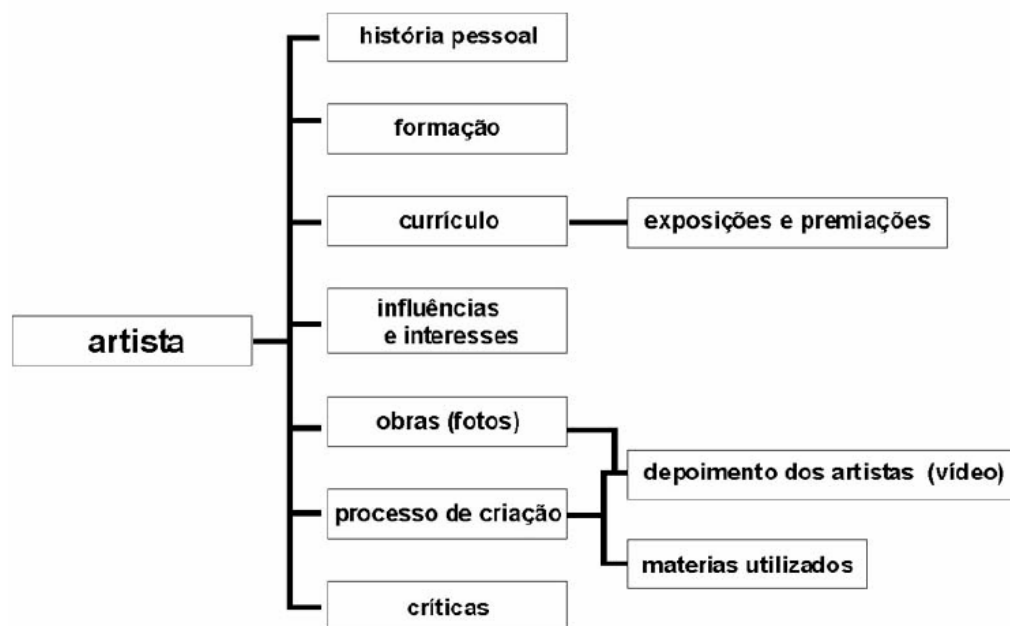 história pessoal
formação
currículo
exposições e premiações
influências
e interesses
artista
obras (fotos)
depoimento dos artistas (vídeo)
processo de criação
materias utilizados
críticas